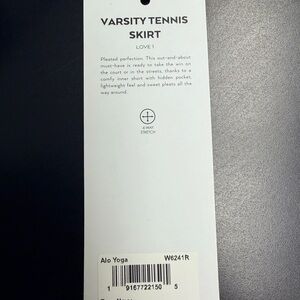 VARSITY TENNIS
SKIRT
LOVE 1
Pleated perfection. This out-and-about
must-have is ready to take the win on
the court or in the streets, thanks to a
comfy inner short with hidden pocket,
lightweight feel and sweet pleats all the
way around.
4-WAY
STRETCH
Alo Yoga W6241R
1 91677 22150 5